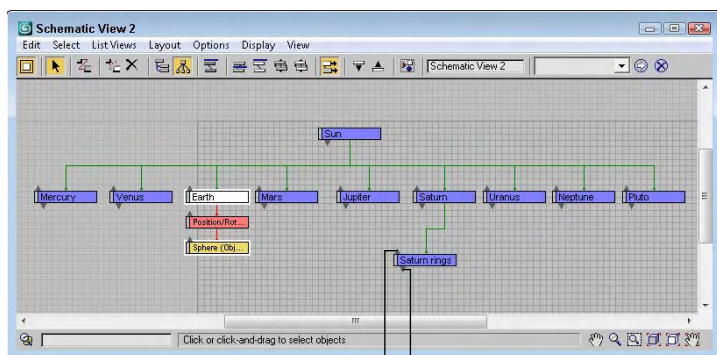 Schematic View 2
Edit Select List Views Layout Options Display View
Schematic View 2
Sun
Mercury Venus Earth Mars Jupiter Saturn Uranus Neptune Pluto
Position/Rot...
Sphere (Obj...
Saturn rings
Click or click-and-drag to select objects